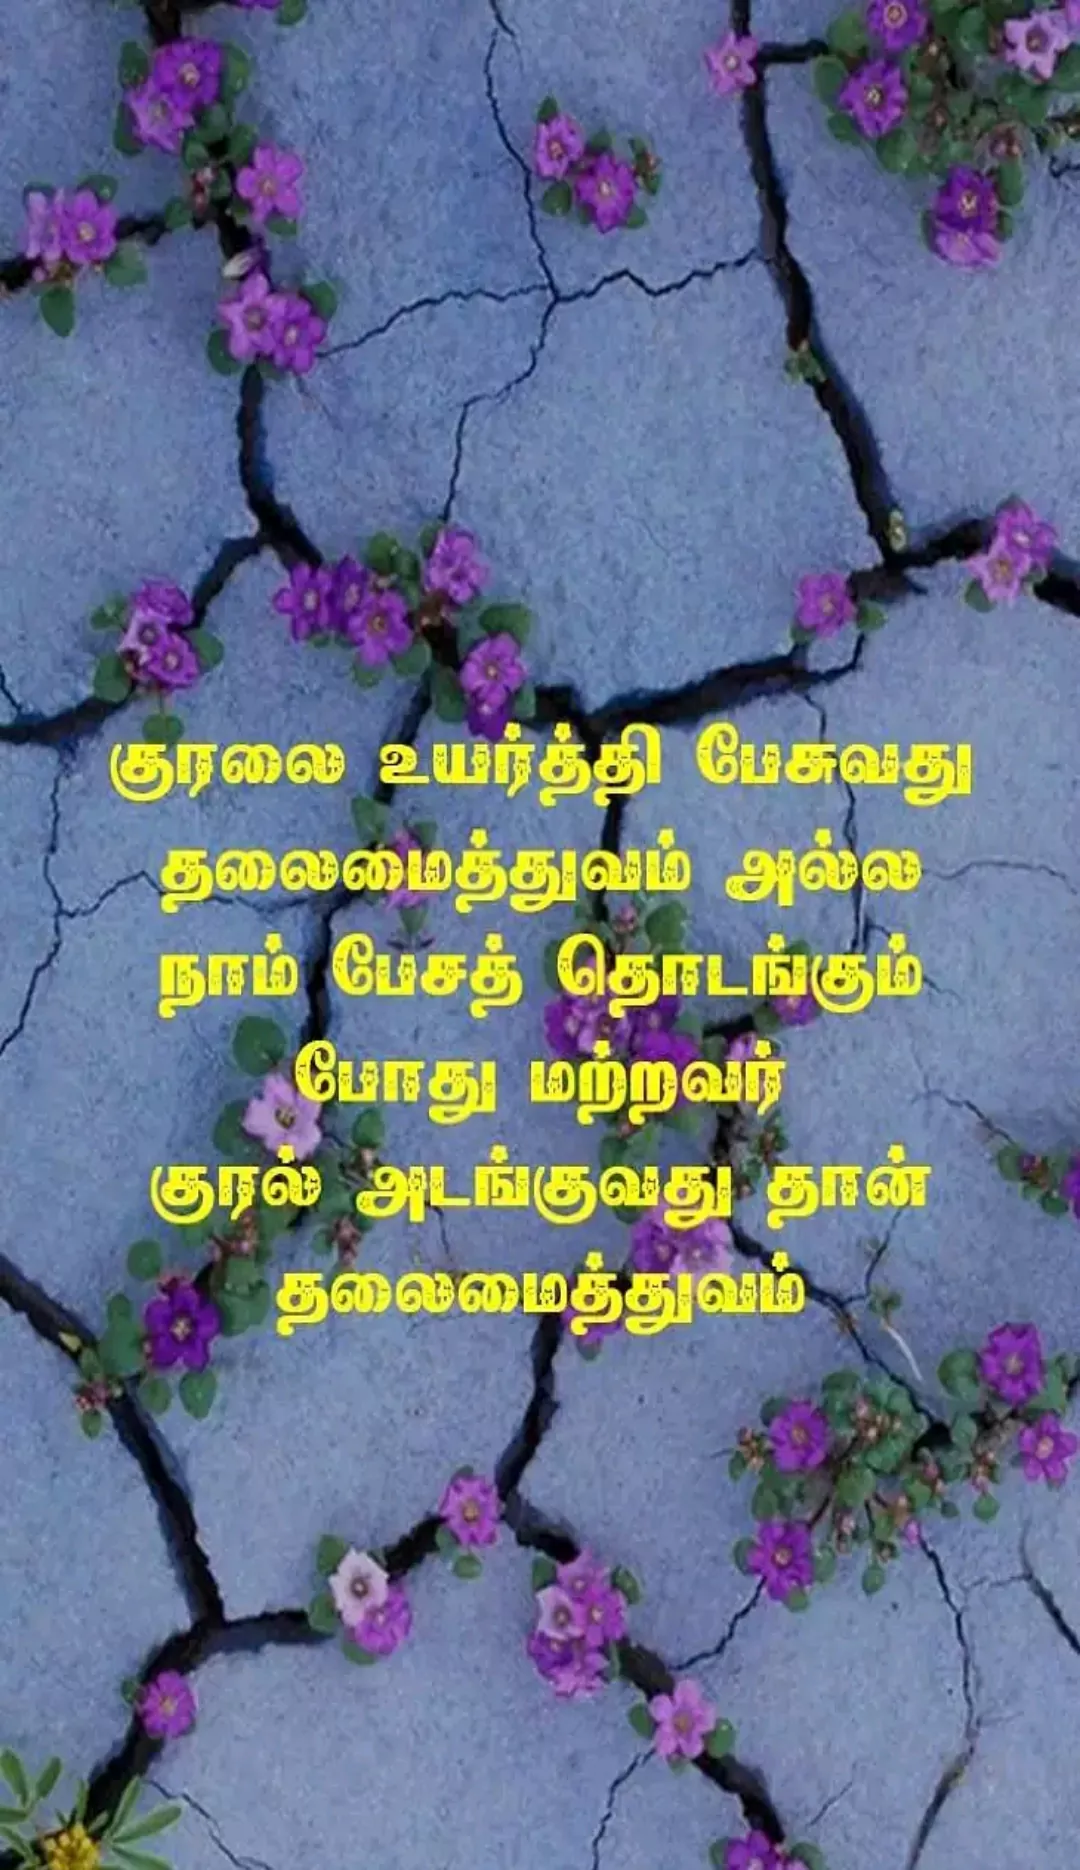 குரலை உயர்த்தி பேசுவது
தலைமைத்துவம் அல்ல
நாம் பேசத் தொடங்கும்
போது மற்றவர்
குரல் அடங்குவது தான்
தலைமைத்துவம்